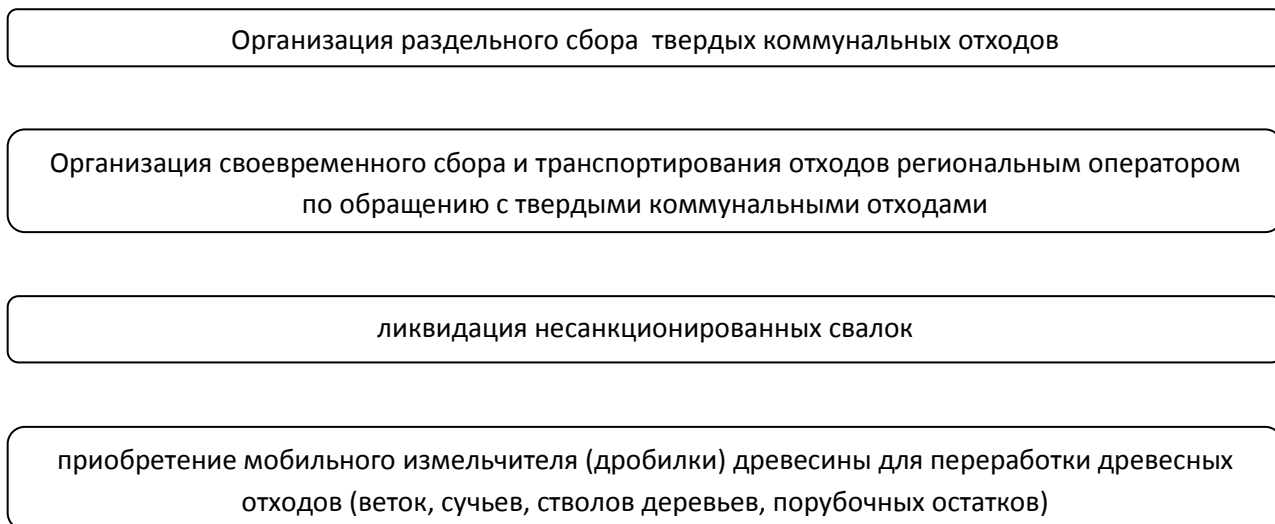 Организация раздельного сбора  твердых коммунальных отходов
Организация своевременного сбора и транспортирования отходов региональным оператором
по обращению с твердыми коммунальными отходами
ликвидация несанкционированных свалок
приобретение мобильного измельчителя (дробилки) древесины для переработки древесных
отходов (веток, сучьев, стволов деревьев, порубочных остатков)